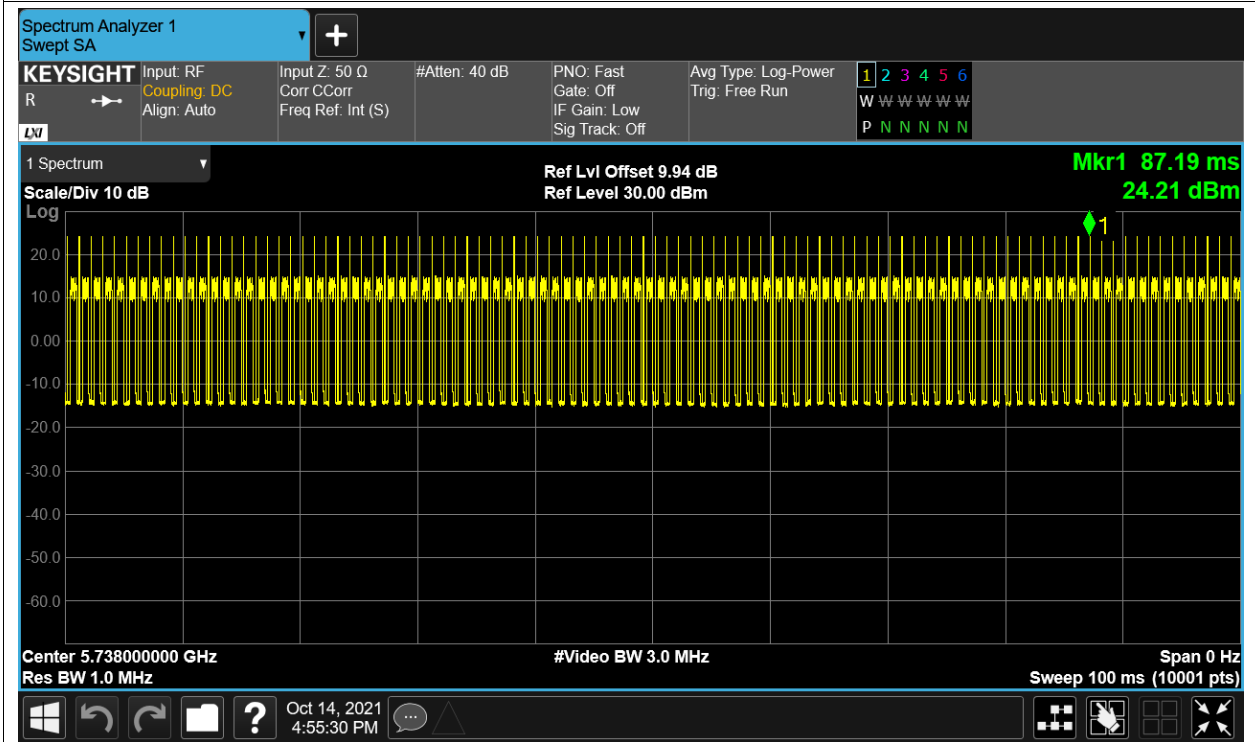 Spectrum Analyzer 1
Swept SA
+
KEYSIGHT
R
LXI
Input: RF
Coupling: DC
Align: Auto
Input Z: 50 Ω
Corr CCorr
Freq Ref: Int (S)
#Atten: 40 dB
PNO: Fast
Gate: Off
IF Gain: Low
Sig Track: Off
Avg Type: Log-Power
Trig: Free Run
1 2 3 4 5 6
W W W W W W
P N N N N N
1 Spectrum
Scale/Div 10 dB
Ref Lvl Offset 9.94 dB
Ref Level 30.00 dBm
Mkr1 87.19 ms
24.21 dBm
Log
1
20.0
10.0
0.00
-10.0
-20.0
-30.0
-40.0
-50.0
-60.0
Center 5.738000000 GHz
Res BW 1.0 MHz
#Video BW 3.0 MHz
Span 0 Hz
Sweep 100 ms (10001 pts)
?
Oct 14, 2021
4:55:30 PM